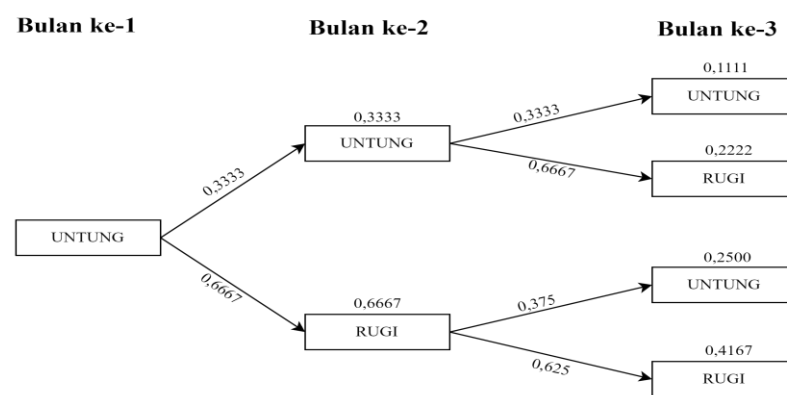 Bulan ke-1
Bulan ke-2
Bulan ke-3
0,1111
UNTUNG
0,3333
0,3333
UNTUNG
0,6667
0,2222
RUGI
0,3333
UNTUNG
0,6667
0,2500
UNTUNG
0,6667
0,375
RUGI
0,625
0,4167
RUGI